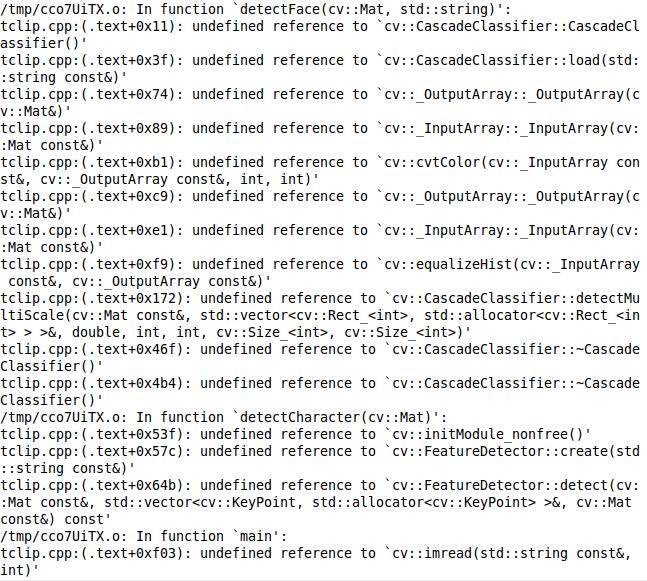 /tmp/cco7UiTX.o: In function `detectFace(cv::Mat, std::string)':
tclip.cpp:(.text+0x11): undefined reference to `cv::CascadeClassifier::CascadeCl
assifier()'
tclip.cpp:(.text+0x3f): undefined reference to `cv::CascadeClassifier::load(std:
:string const&)'
tclip.cpp:(.text+0x74): undefined reference to `cv::_OutputArray::_OutputArray(c
v::Mat&)'
tclip.cpp:(.text+0x89): undefined reference to `cv::_InputArray::_InputArray(cv:
:Mat const&)'
tclip.cpp:(.text+0xb1): undefined reference to `cv::cvtColor(cv::_InputArray con
st&, cv::_OutputArray const&, int, int)'
tclip.cpp:(.text+0xc9): undefined reference to `cv::_OutputArray::_OutputArray(c
v::Mat&)'
tclip.cpp:(.text+0xe1): undefined reference to `cv::_InputArray::_InputArray(cv:
:Mat const&)'
tclip.cpp:(.text+0xf9): undefined reference to `cv::equalizeHist(cv::_InputArray
 const&, cv::_OutputArray const&)'
tclip.cpp:(.text+0x172): undefined reference to `cv::CascadeClassifier::detectMu
ltiScale(cv::Mat const&, std::vector<cv::Rect_<int>, std::allocator<cv::Rect_<in
t> > >&, double, int, int, cv::Size_<int>, cv::Size_<int>)'
tclip.cpp:(.text+0x46f): undefined reference to `cv::CascadeClassifier::~Cascade
Classifier()'
tclip.cpp:(.text+0x4b4): undefined reference to `cv::CascadeClassifier::~Cascade
Classifier()'
/tmp/cco7UiTX.o: In function `detectCharacter(cv::Mat)':
tclip.cpp:(.text+0x53f): undefined reference to `cv::initModule_nonfree()'
tclip.cpp:(.text+0x57c): undefined reference to `cv::FeatureDetector::create(std
::string const&)'
tclip.cpp:(.text+0x64b): undefined reference to `cv::FeatureDetector::detect(cv:
:Mat const&, std::vector<cv::KeyPoint, std::allocator<cv::KeyPoint> >&, cv::Mat
const&) const'
/tmp/cco7UiTX.o: In function `main':
tclip.cpp:(.text+0xf03): undefined reference to `cv::imread(std::string const&,
int)'